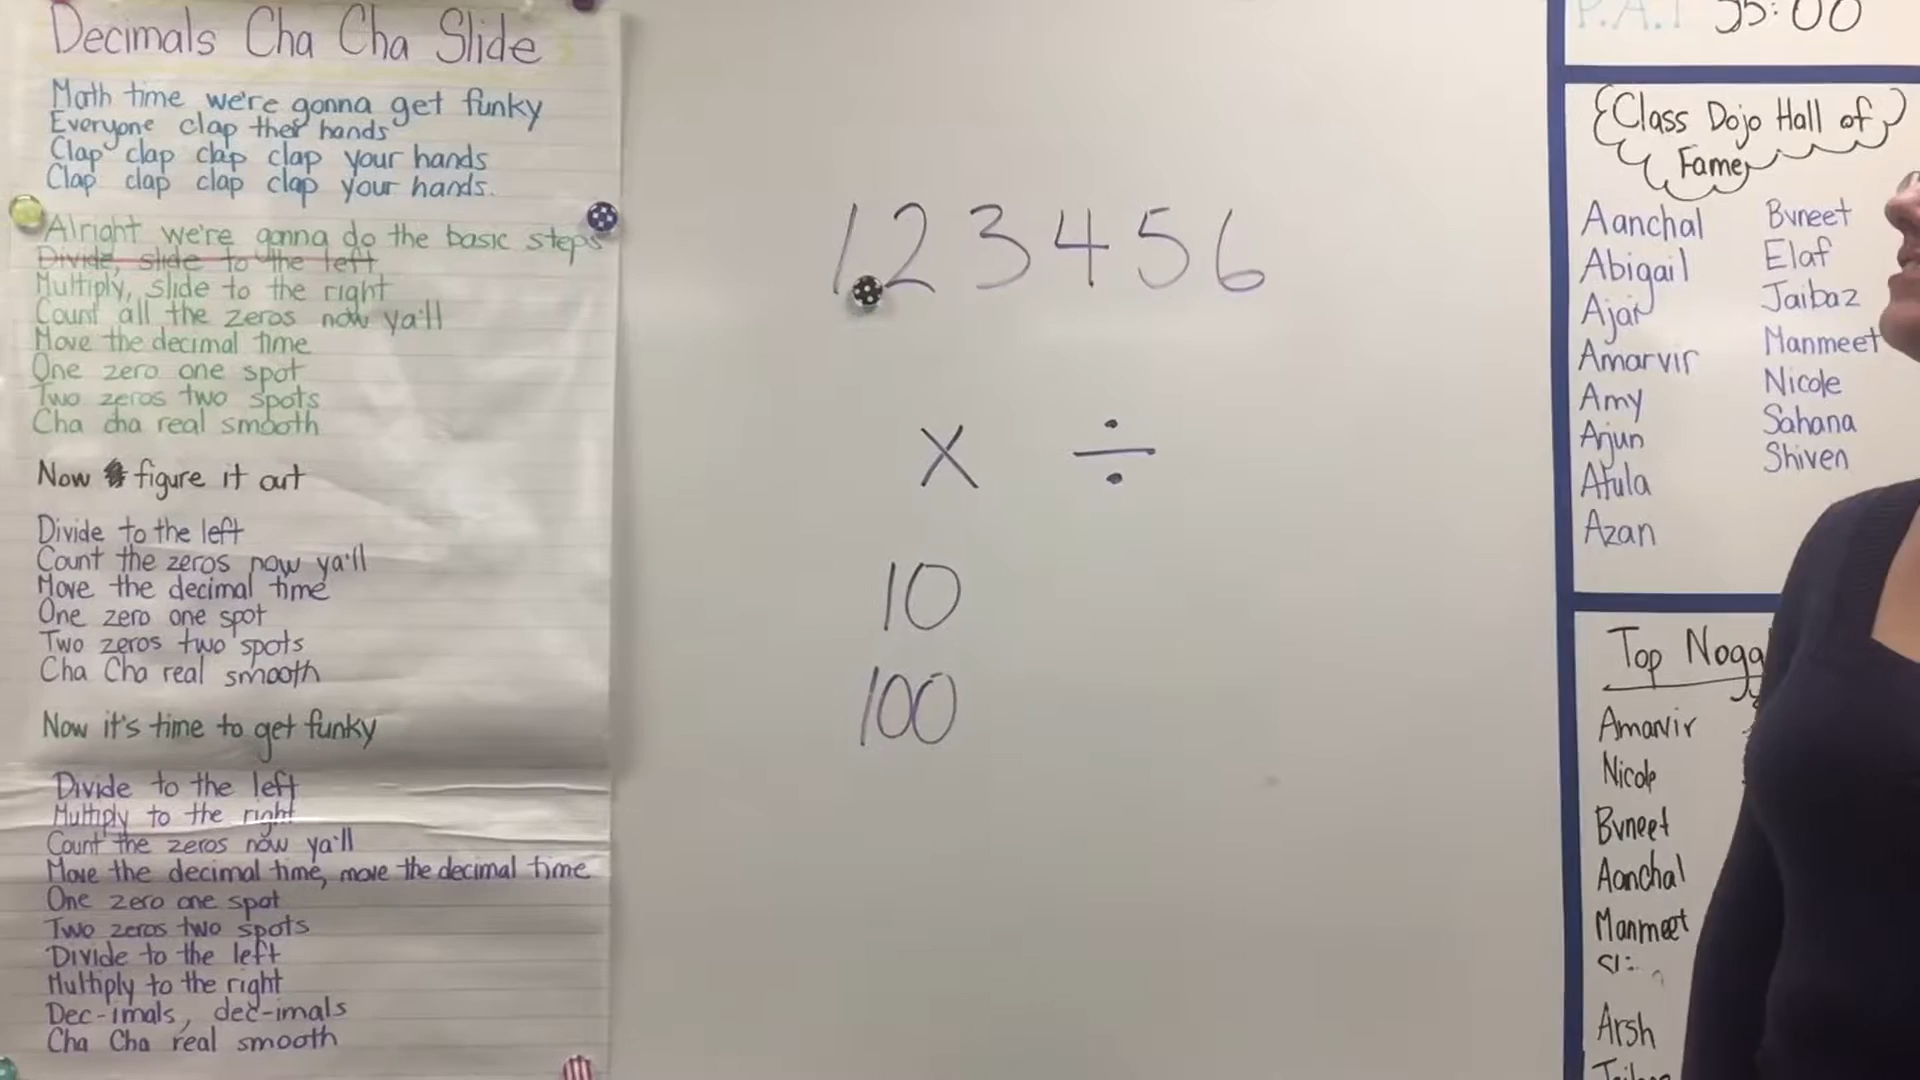 Decimals Cha Cha Slide
Math time we're gonna get funky
Everyone clap their hands
Clap clap clap clap your hands
Clap clap clap clap your hands.
Alright we're gonna do the basic steps
Divide, slide to the left
Multiply, slide to the right
Count all the zeros now ya'll
Move the decimal time
One zero one spot
Two zeros two spots
Cha cha real smooth
Now figure it out
Divide to the left
Count the zeros now ya'll
Move the decimal time
One zero one spot
Two zeros two spots
Cha Cha real smooth
Now it's time to get funky
Divide to the left
Multiply to the right
Count the zeros now ya'll
Move the decimal time, move the decimal time
One zero one spot
Two zeros two spots
Divide to the left
Multiply to the right
Dec-imals, dec-imals
Cha Cha real smooth
123456
× ÷
10
100
P.A.T 35:00
Class Dojo Hall of
Fame
Aanchal
Abigail
Ajai
Amarvir
Amy
Arjun
Atula
Azan
Bvneet
Elaf
Jaibaz
Manmeet
Nicole
Sahana
Shiven
Top Nogg
Amarvir
Nicole
Bvneet
Aanchal
Manmeet
Arsh